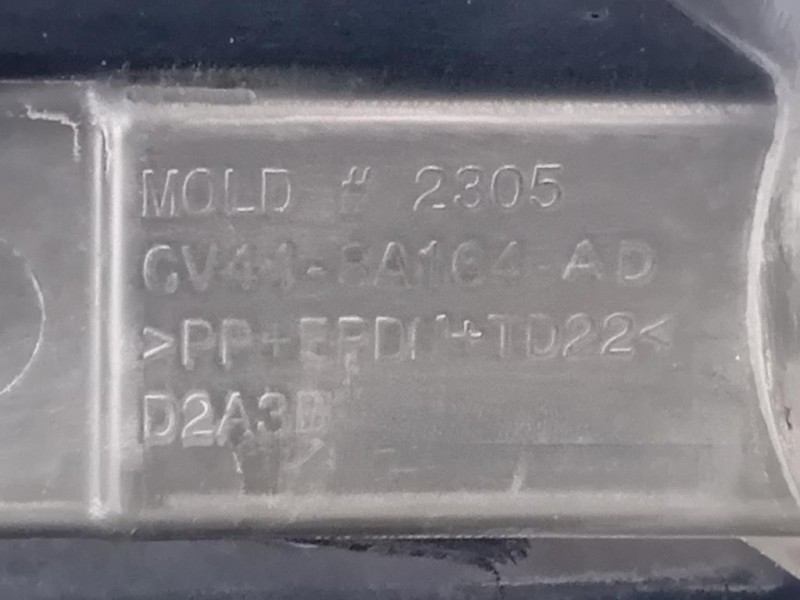 MOLD # 2305
CV44-8A164-AD
>PP+EPDM+TD22<
D2A3B